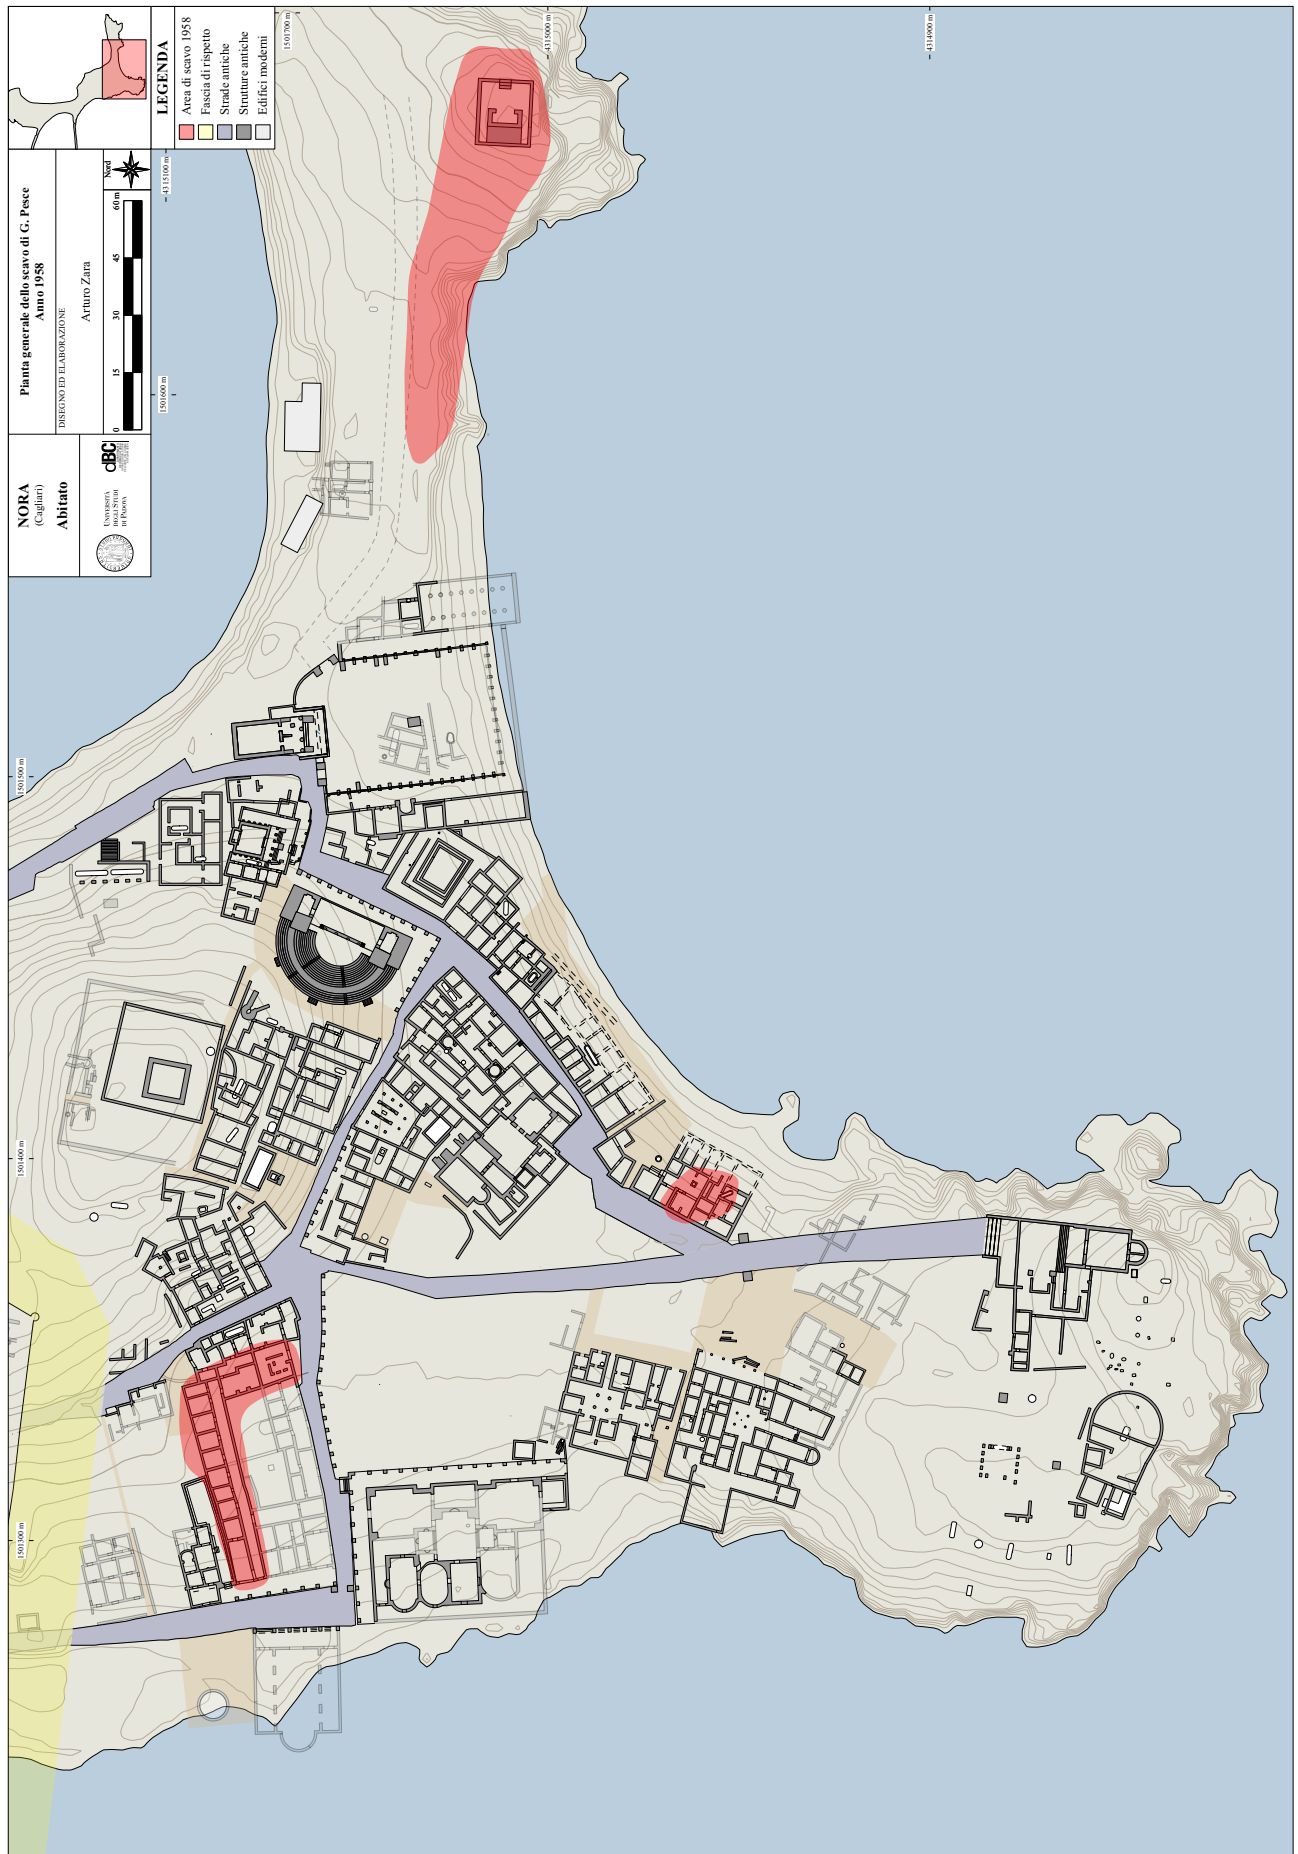 NORA
(Cagliari)
Abitato
UNIVERSITÀ
DEGLI STUDI
DI PADOVA
dBC
Pianta generale dello scavo di G. Pesce
Anno 1958
DISEGNO ED ELABORAZIONE
Arturo Zara
0 15 30 45 60 m
Nord
LEGENDA
Area di scavo 1958
Fascia di rispetto
Strade antiche
Strutture antiche
Edifici moderni
1501300 m
1501400 m
1501500 m
1501600 m
1501700 m
4315100 m
4315000 m
4314900 m